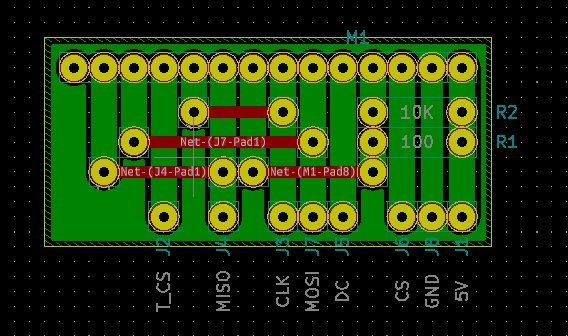 M1
10K R2
Net-(J7-Pad1) 100 R1
Net-(J4-Pad1) Net-(M1-Pad8)
J2 J4 J3 J7 J5 J6 J8 J1
T_CS MISO CLK MOSI DC CS GND 5V